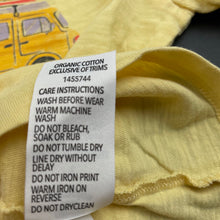 ORGANIC COTTON
EXCLUSIVE OF TRIMS
1455744
CARE INSTRUCTIONS
WASH BEFORE WEAR
WARM MACHINE
WASH
DO NOT BLEACH,
SOAK OR RUB
DO NOT TUMBLE DRY
LINE DRY WITHOUT
DELAY
DO NOT IRON PRINT
WARM IRON ON
REVERSE
DO NOT DRYCLEAN